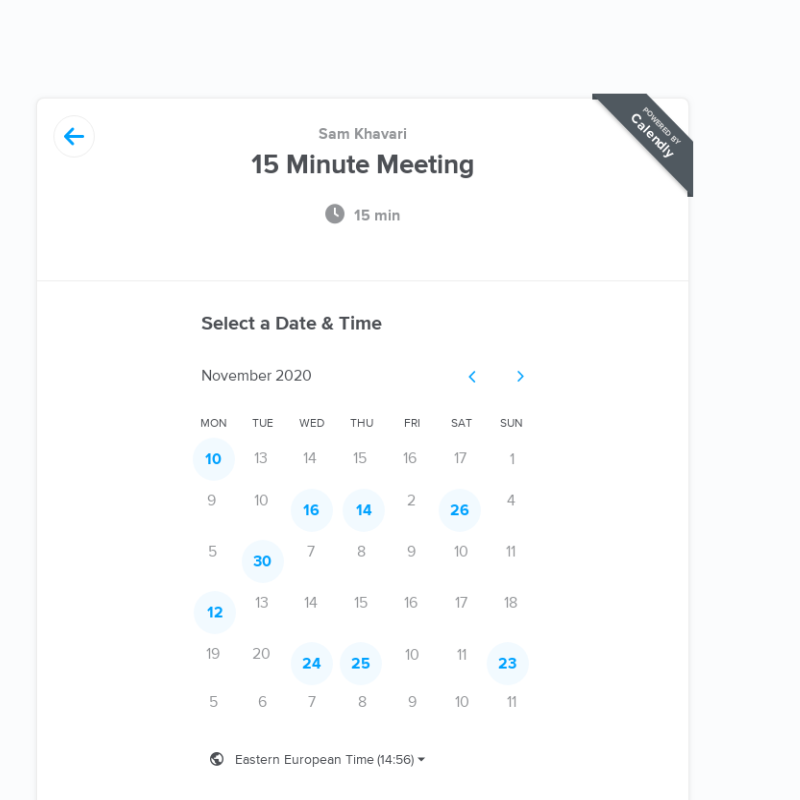 POWERED BY
Calendly
Sam Khavari
15 Minute Meeting
15 min
Select a Date & Time
November 2020
MON TUE WED THU FRI SAT SUN
10 13 14 15 16 17 1
9 10 16 14 2 26 4
5 30 7 8 9 10 11
12 13 14 15 16 17 18
19 20 24 25 10 11 23
5 6 7 8 9 10 11
Eastern European Time (14:56)